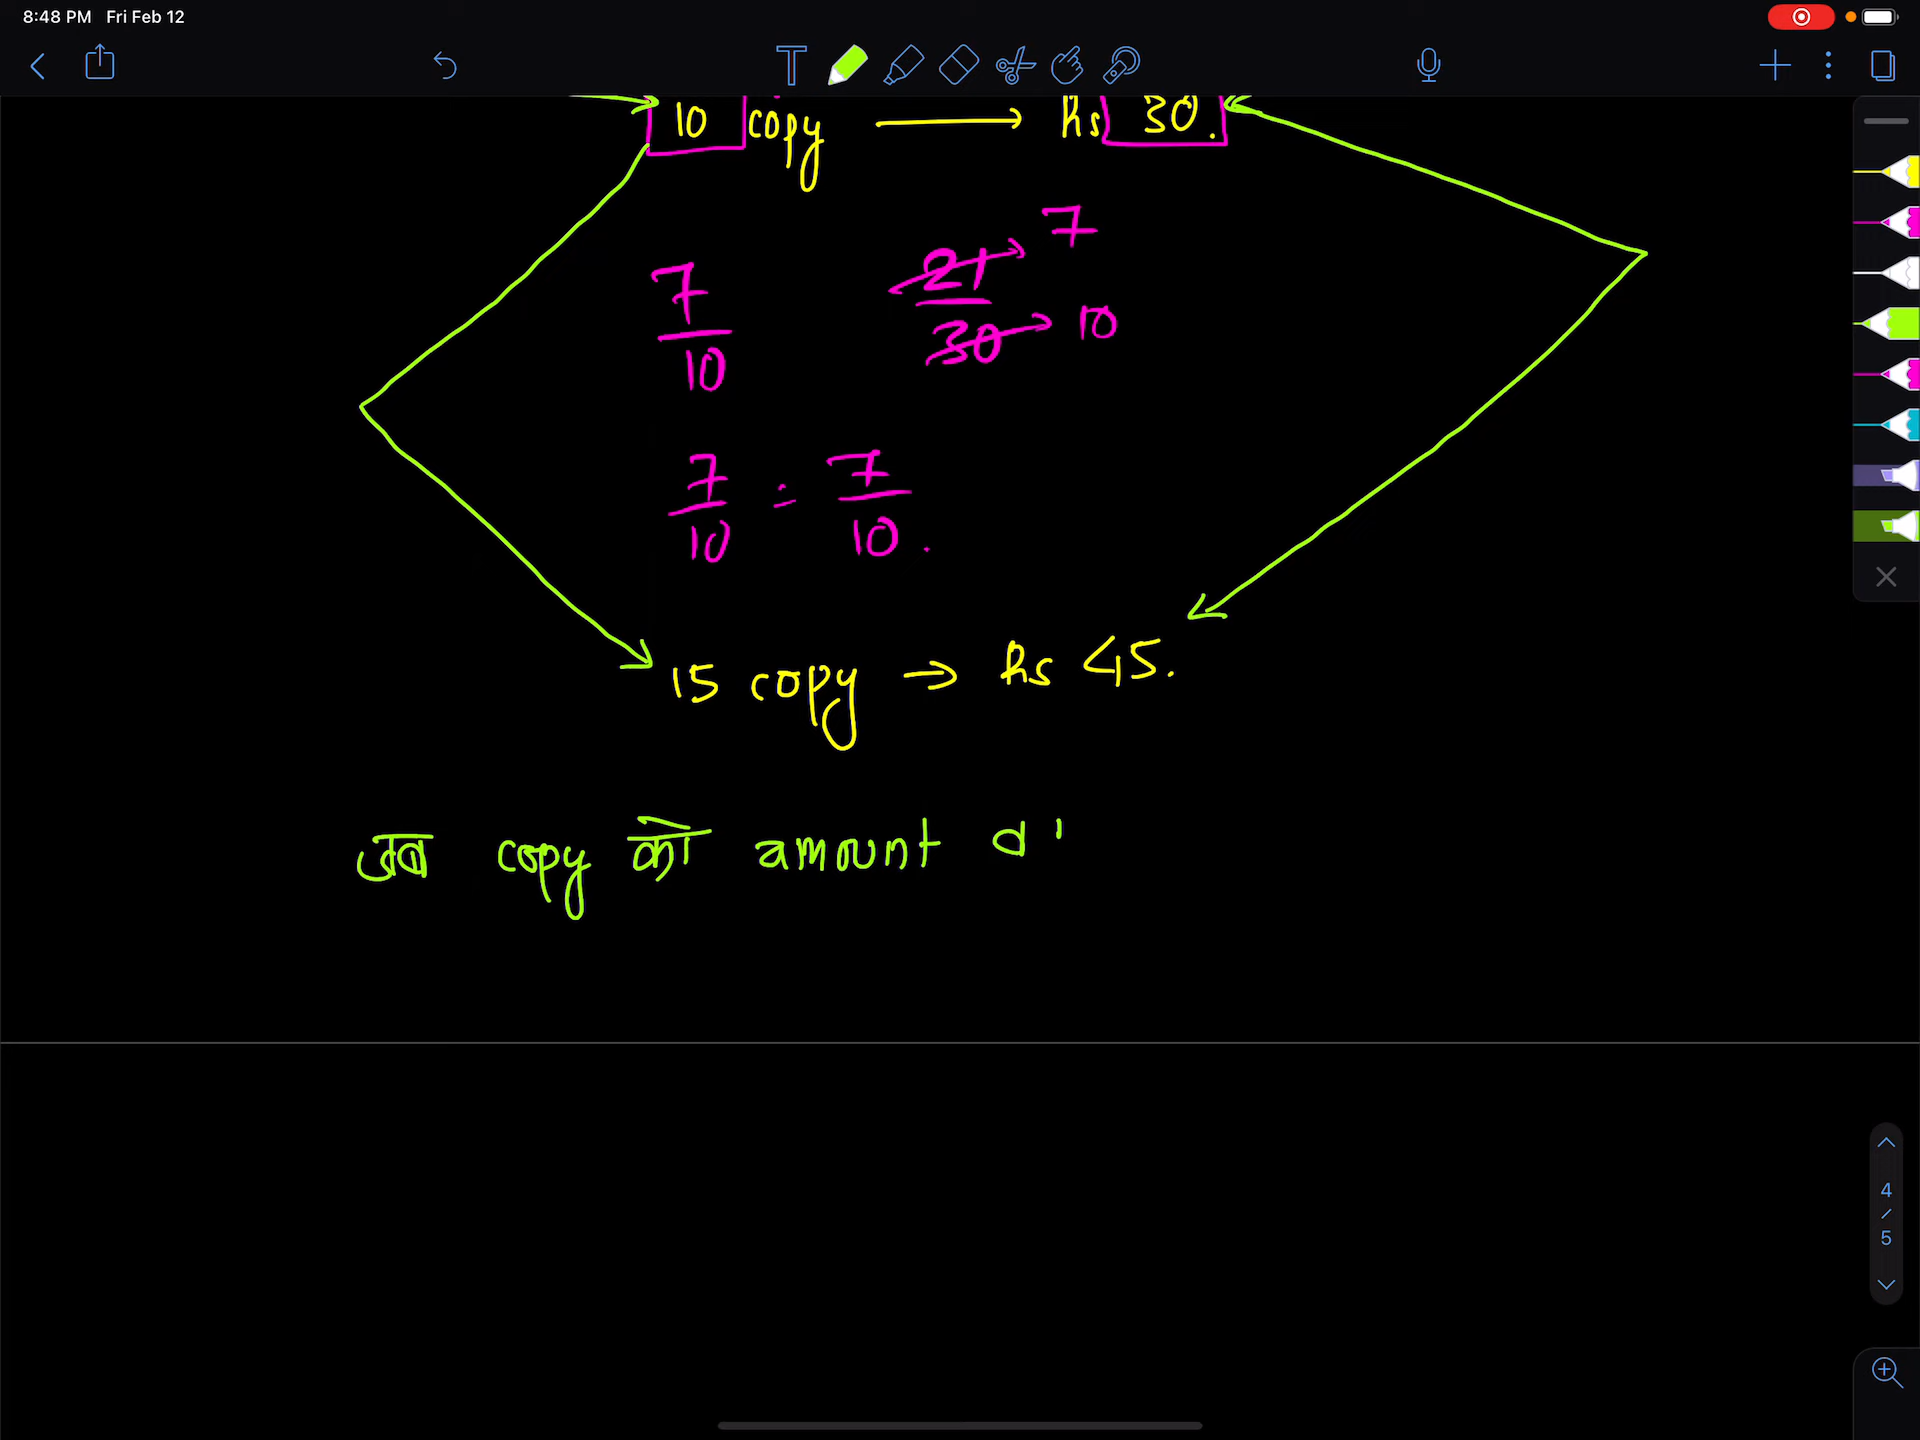 8:48 PM Fri Feb 12
10 copy → Rs 30.
7/10 21/30 → 7 → 10
7/10 = 7/10.
15 copy → Rs 45.
जब copy का amount
4
/
5